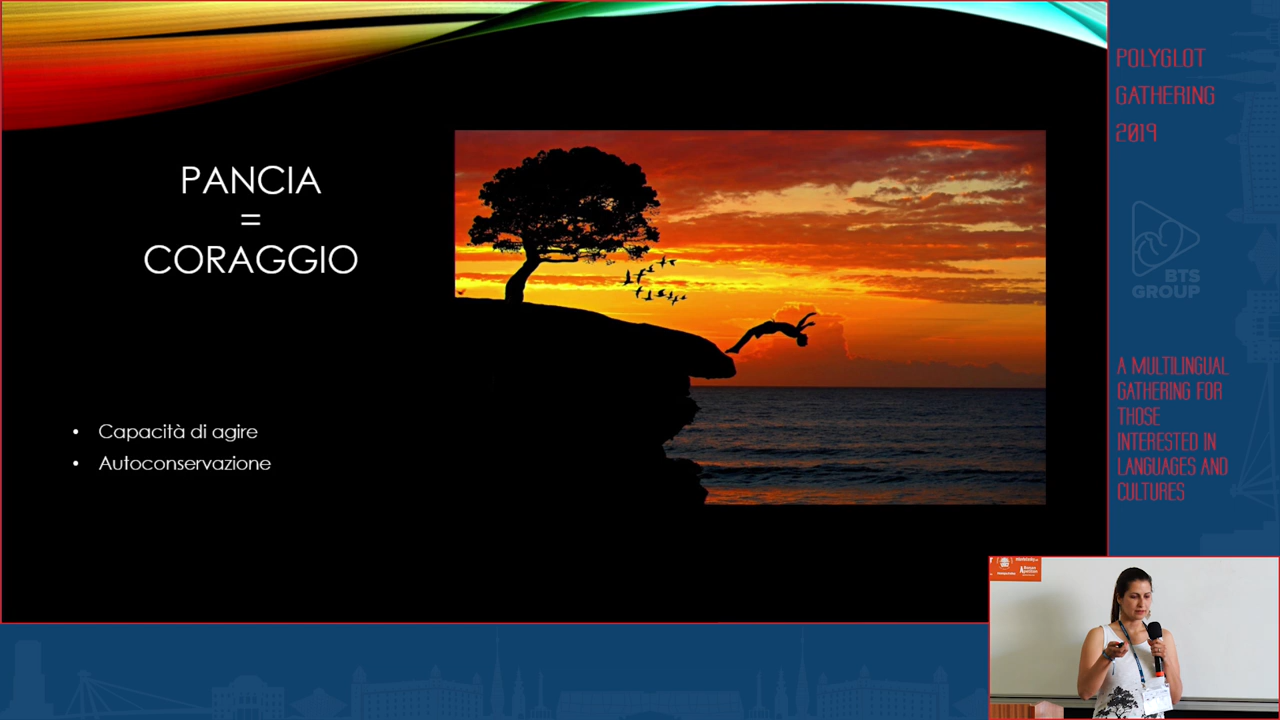 PANCIA
=
CORAGGIO
• Capacità di agire
• Autoconservazione
POLYGLOT
GATHERING
2019
BTS
GROUP
A MULTILINGUAL
GATHERING FOR
THOSE
INTERESTED IN
LANGUAGES AND
CULTURES